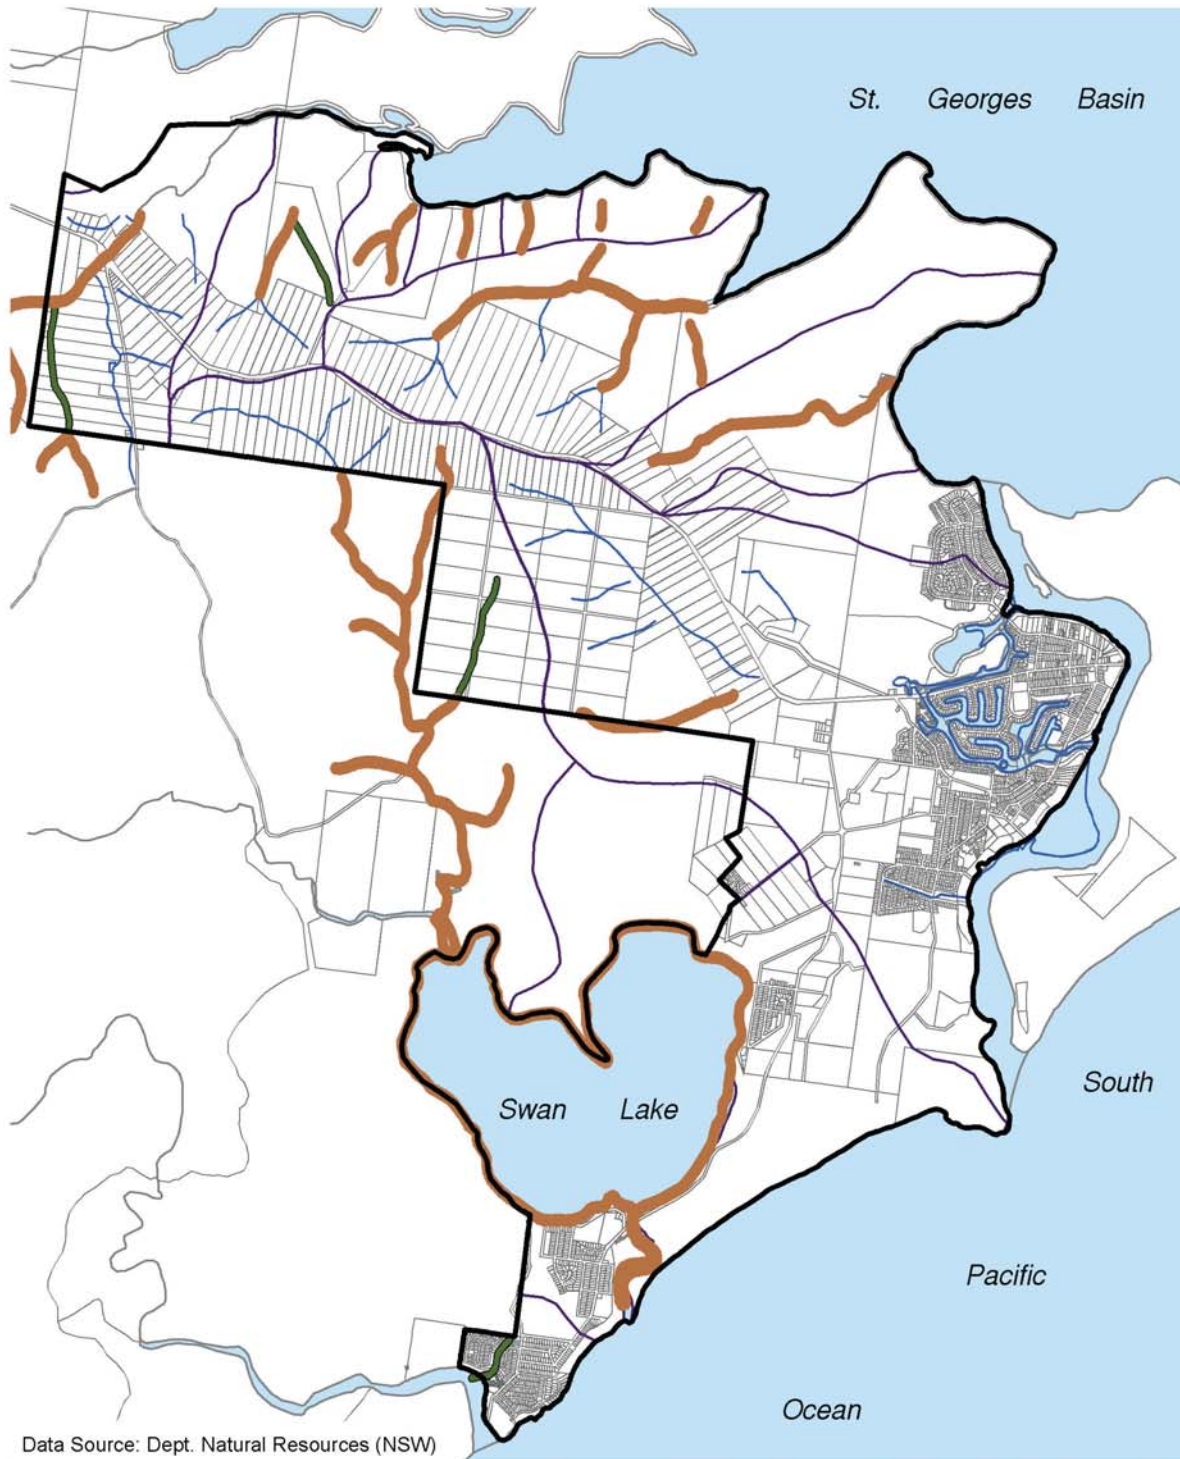 St. Georges Basin
Swan Lake
South
Pacific
Ocean
Data Source: Dept. Natural Resources (NSW)